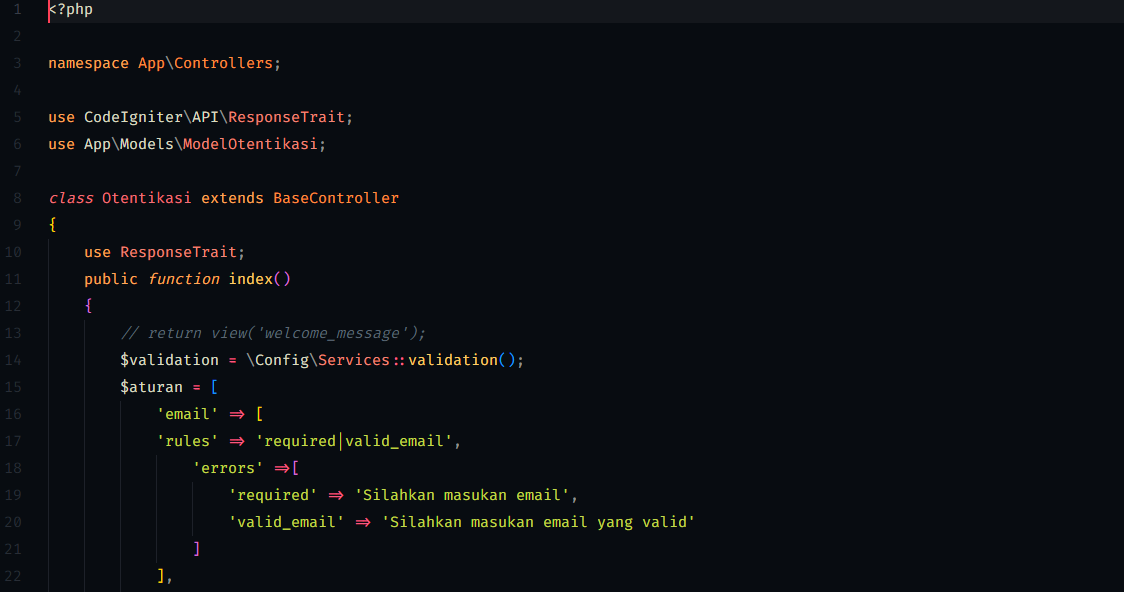 1 <?php
2
3 namespace App\Controllers;
4
5 use CodeIgniter\API\ResponseTrait;
6 use App\Models\ModelOtentikasi;
7
8 class Otentikasi extends BaseController
9 {
10 use ResponseTrait;
11 public function index()
12 {
13 // return view('welcome_message');
14 $validation = \Config\Services::validation();
15 $aturan = [
16 'email' => [
17 'rules' => 'required|valid_email',
18 'errors' =>[
19 'required' => 'Silahkan masukan email',
20 'valid_email' => 'Silahkan masukan email yang valid'
21 ]
22 ],